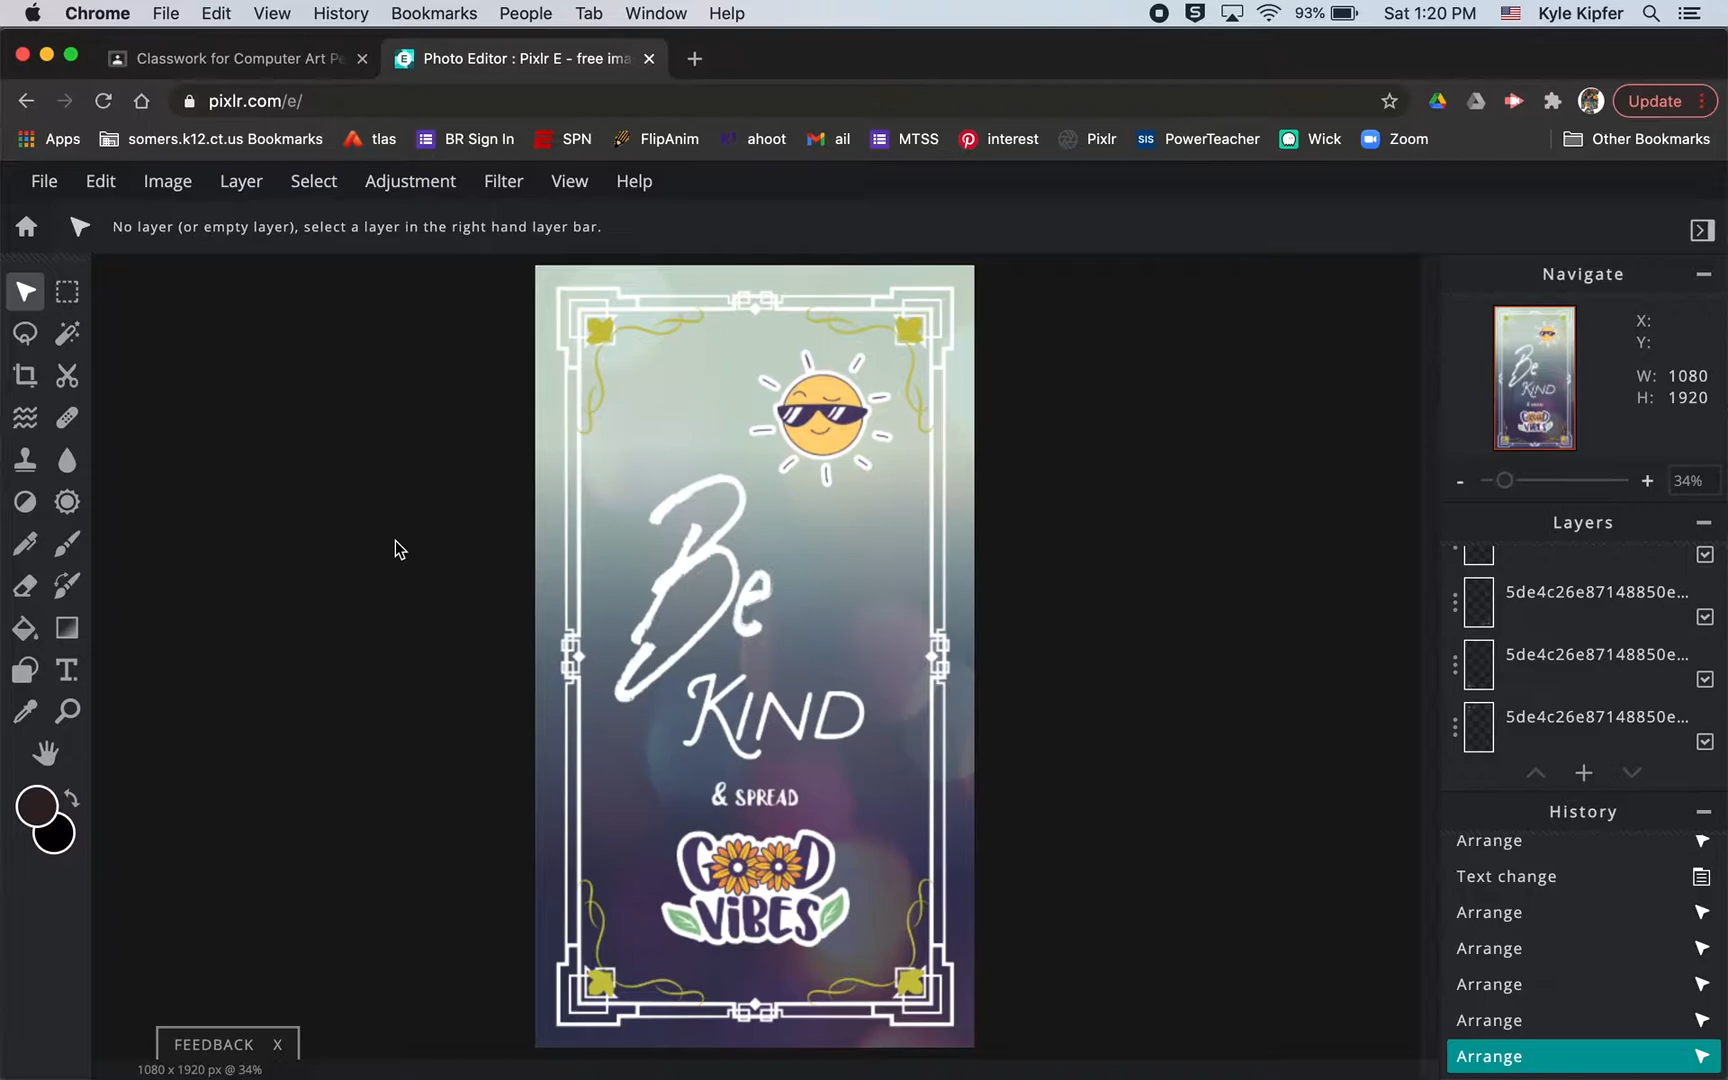 Chrome File Edit View History Bookmarks People Tab Window Help 93% Sat 1:20 PM Kyle Kipfer
Classwork for Computer Art Pe Photo Editor : Pixlr E - free ima
pixlr.com/e/ Update
Apps somers.k12.ct.us Bookmarks tlas BR Sign In SPN FlipAnim K! ahoot ail MTSS interest Pixlr SIS PowerTeacher Wick Zoom Other Bookmarks
File Edit Image Layer Select Adjustment Filter View Help
No layer (or empty layer), select a layer in the right hand layer bar.
Navigate
X:
Y:
W: 1080
H: 1920
- + 34%
Layers
5de4c26e87148850e...
5de4c26e87148850e...
5de4c26e87148850e...
History
Arrange
Text change
Arrange
Arrange
Arrange
Arrange
Arrange
Be
KIND
& SPREAD
GOOD
ViBES
T
FEEDBACK X
1080 x 1920 px @ 34%